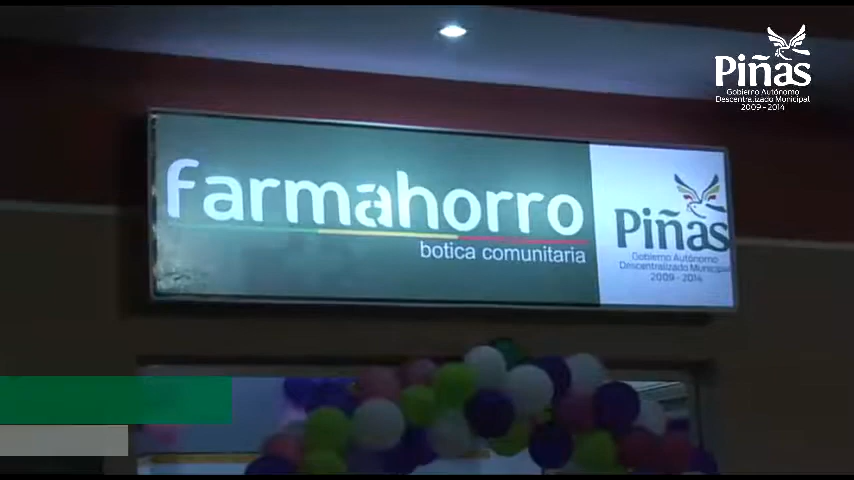 Piñas
Gobierno Autónomo
Descentralizado Municipal
2009 - 2014
farmahorro
botica comunitaria
Piñas
Gobierno Autónomo
Descentralizado Municipal
2009 - 2014